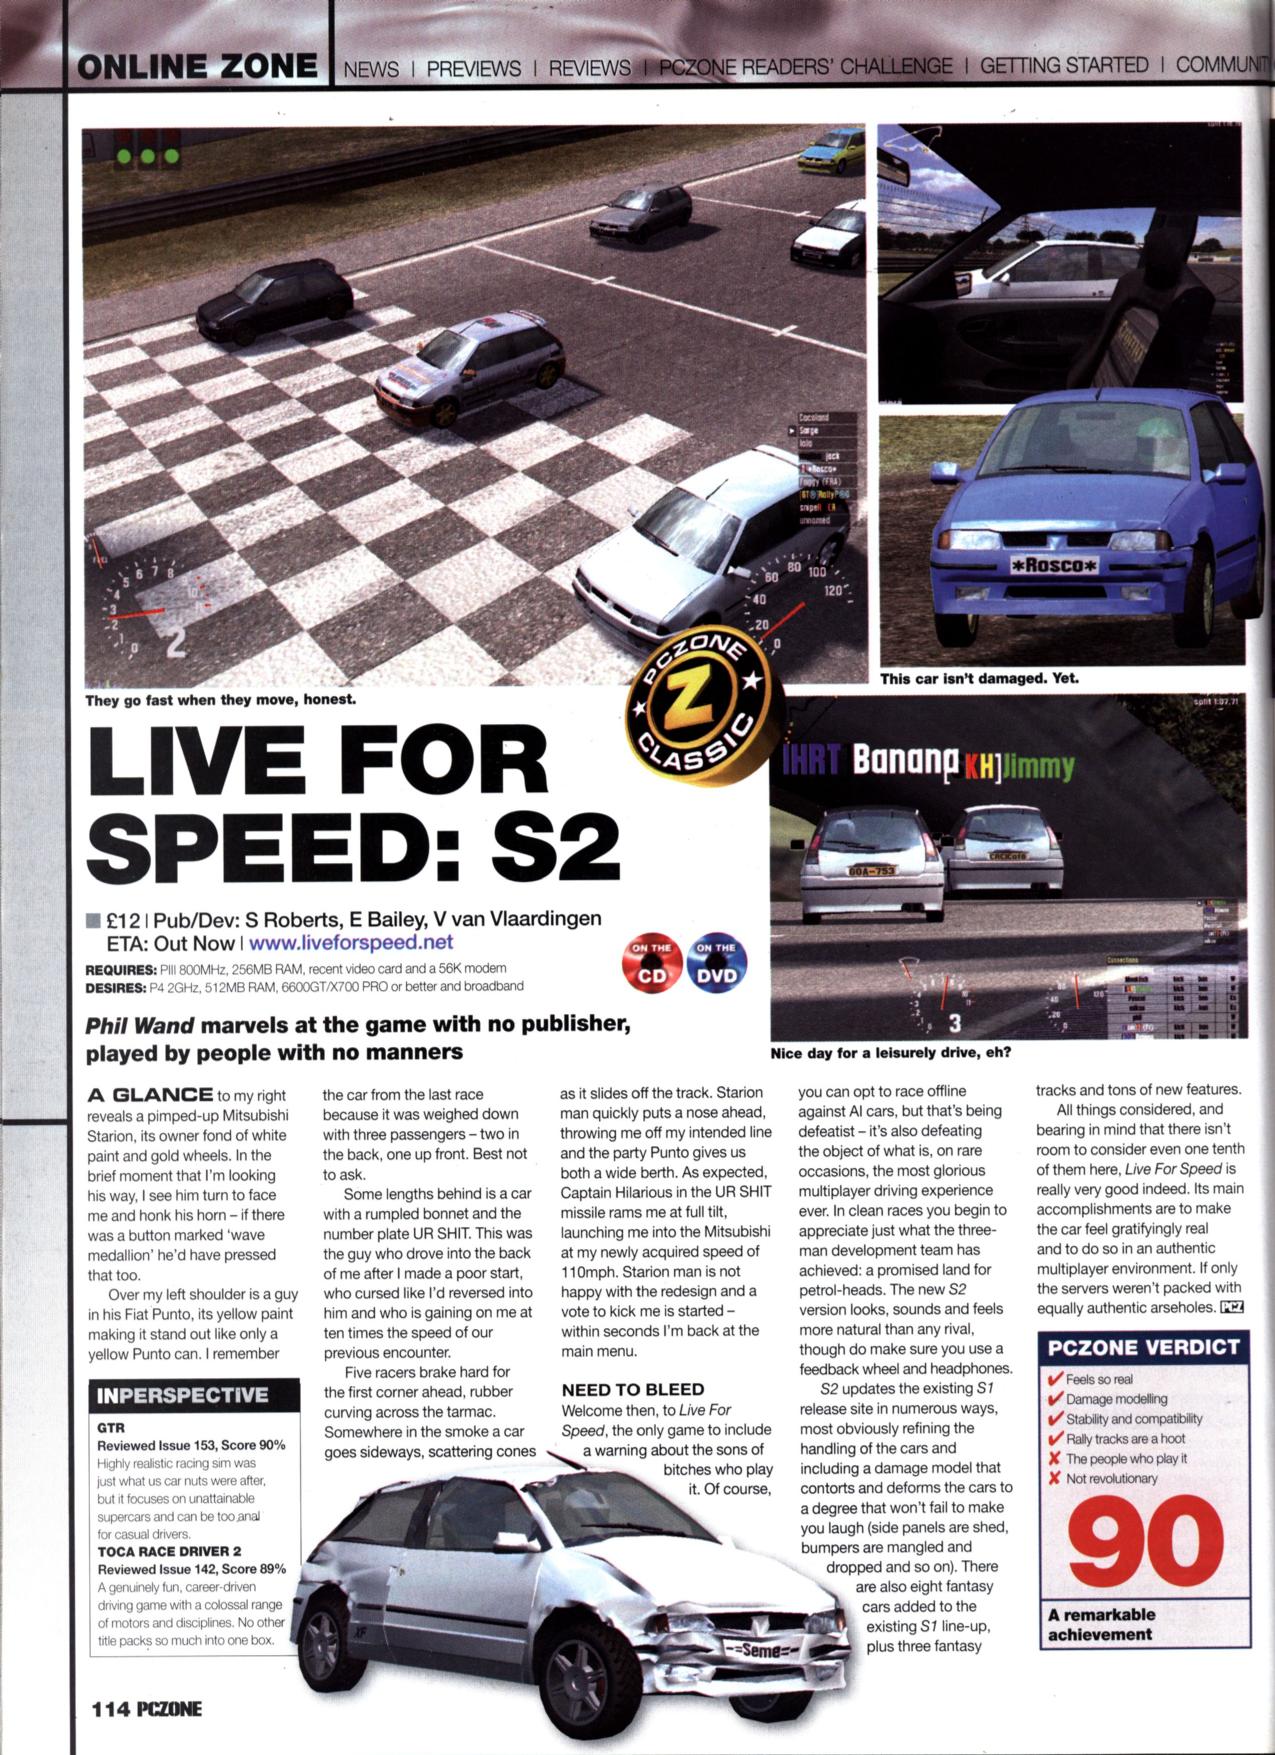 ONLINE ZONE
NEWS | PREVIEWS | REVIEWS | PCZONE READERS' CHALLENGE | GETTING STARTED | COMMUNIT
They go fast when they move, honest.
*Rosco*
This car isn't damaged. Yet.
PCZONE
Z
CLASSIC
split 1:07.71
IHRT Banana KH]Jimmy
OOA-753
3
Nice day for a leisurely drive, eh?
LIVE FOR
SPEED: S2
£12 | Pub/Dev: S Roberts, E Bailey, V van Vlaardingen
ETA: Out Now | www.liveforspeed.net
REQUIRES: PIII 800MHz, 256MB RAM, recent video card and a 56K modem
DESIRES: P4 2GHz, 512MB RAM, 6600GT/X700 PRO or better and broadband
ON THE
CD
ON THE
DVD
Phil Wand marvels at the game with no publisher,
played by people with no manners
A GLANCE to my right
reveals a pimped-up Mitsubishi
Starion, its owner fond of white
paint and gold wheels. In the
brief moment that I'm looking
his way, I see him turn to face
me and honk his horn – if there
was a button marked 'wave
medallion' he'd have pressed
that too.
Over my left shoulder is a guy
in his Fiat Punto, its yellow paint
making it stand out like only a
yellow Punto can. I remember
the car from the last race
because it was weighed down
with three passengers – two in
the back, one up front. Best not
to ask.
Some lengths behind is a car
with a rumpled bonnet and the
number plate UR SHIT. This was
the guy who drove into the back
of me after I made a poor start,
who cursed like I'd reversed into
him and who is gaining on me at
ten times the speed of our
previous encounter.
Five racers brake hard for
the first corner ahead, rubber
curving across the tarmac.
Somewhere in the smoke a car
goes sideways, scattering cones
as it slides off the track. Starion
man quickly puts a nose ahead,
throwing me off my intended line
and the party Punto gives us
both a wide berth. As expected,
Captain Hilarious in the UR SHIT
missile rams me at full tilt,
launching me into the Mitsubishi
at my newly acquired speed of
110mph. Starion man is not
happy with the redesign and a
vote to kick me is started –
within seconds I'm back at the
main menu.
NEED TO BLEED
Welcome then, to Live For
Speed, the only game to include
a warning about the sons of
bitches who play
it. Of course,
you can opt to race offline
against AI cars, but that's being
defeatist – it's also defeating
the object of what is, on rare
occasions, the most glorious
multiplayer driving experience
ever. In clean races you begin to
appreciate just what the three-
man development team has
achieved: a promised land for
petrol-heads. The new S2
version looks, sounds and feels
more natural than any rival,
though do make sure you use a
feedback wheel and headphones.
S2 updates the existing S1
release site in numerous ways,
most obviously refining the
handling of the cars and
including a damage model that
contorts and deforms the cars to
a degree that won't fail to make
you laugh (side panels are shed,
bumpers are mangled and
dropped and so on). There
are also eight fantasy
cars added to the
existing S1 line-up,
plus three fantasy
tracks and tons of new features.
All things considered, and
bearing in mind that there isn't
room to consider even one tenth
of them here, Live For Speed is
really very good indeed. Its main
accomplishments are to make
the car feel gratifyingly real
and to do so in an authentic
multiplayer environment. If only
the servers weren't packed with
equally authentic arseholes. PCZ
INPERSPECTIVE
GTR
Reviewed Issue 153, Score 90%
Highly realistic racing sim was
just what us car nuts were after,
but it focuses on unattainable
supercars and can be too anal
for casual drivers.
TOCA RACE DRIVER 2
Reviewed Issue 142, Score 89%
A genuinely fun, career-driven
driving game with a colossal range
of motors and disciplines. No other
title packs so much into one box.
XF
-=Seme=-
PCZONE VERDICT
✔ Feels so real
✔ Damage modelling
✔ Stability and compatibility
✔ Rally tracks are a hoot
✘ The people who play it
✘ Not revolutionary
90
A remarkable
achievement
114 PCZONE